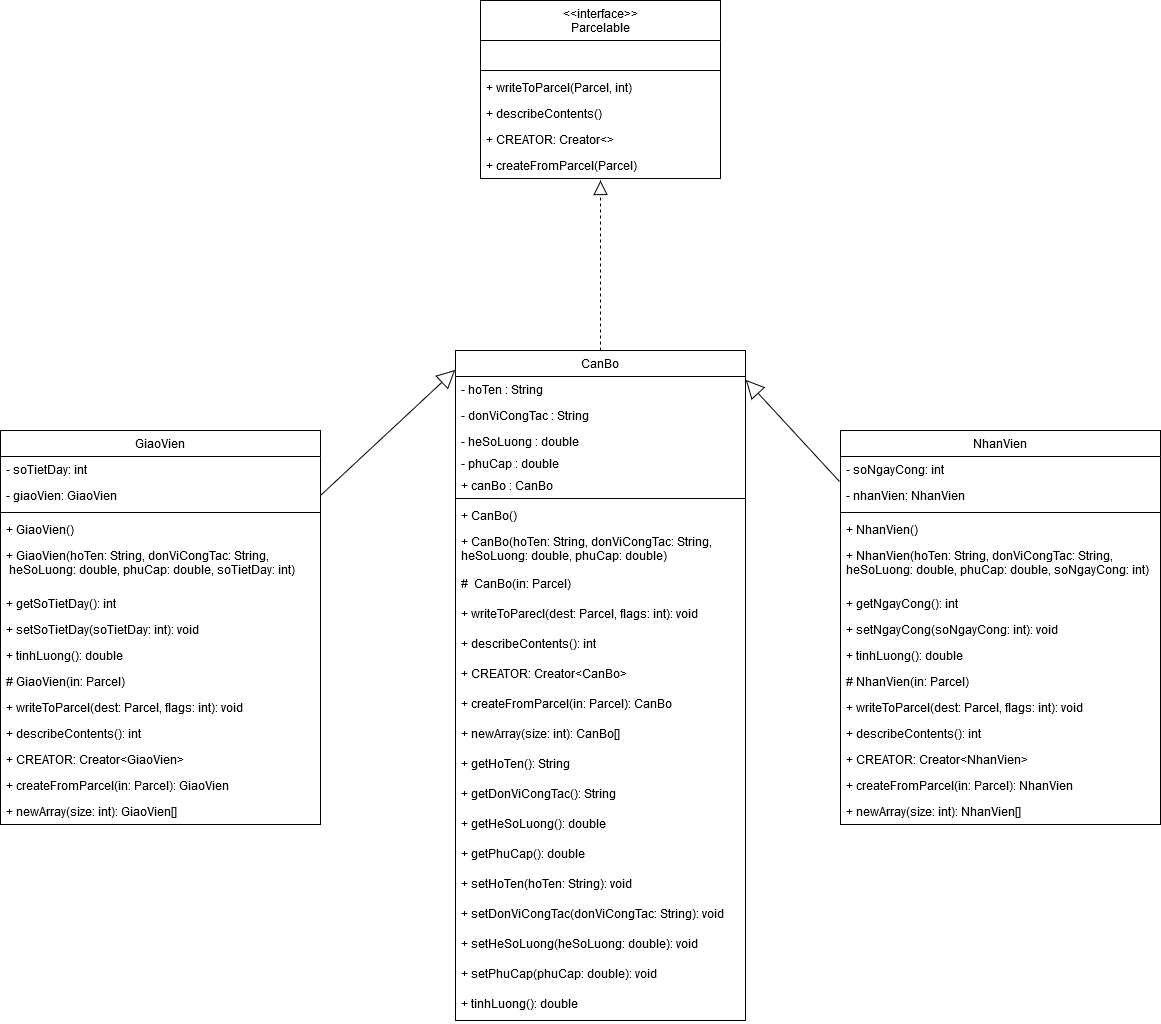 <<interface>>
Parcelable
+ writeToParcel(Parcel, int)
+ describeContents()
+ CREATOR: Creator<>
+ createFromParcel(Parcel)
GiaoVien
- soTietDay: int
- giaoVien: GiaoVien
+ GiaoVien()
+ GiaoVien(hoTen: String, donViCongTac: String,
heSoLuong: double, phuCap: double, soTietDay: int)
+ getSoTietDay(): int
+ setSoTietDay(soTietDay: int): void
+ tinhLuong(): double
# GiaoVien(in: Parcel)
+ writeToParcel(dest: Parcel, flags: int): void
+ describeContents(): int
+ CREATOR: Creator<GiaoVien>
+ createFromParcel(in: Parcel): GiaoVien
+ newArray(size: int): GiaoVien[]
CanBo
- hoTen : String
- donViCongTac : String
- heSoLuong : double
- phuCap : double
+ canBo : CanBo
+ CanBo()
+ CanBo(hoTen: String, donViCongTac: String,
heSoLuong: double, phuCap: double)
# CanBo(in: Parcel)
+ writeToParecl(dest: Parcel, flags: int): void
+ describeContents(): int
+ CREATOR: Creator<CanBo>
+ createFromParcel(in: Parcel): CanBo
+ newArray(size: int): CanBo[]
+ getHoTen(): String
+ getDonViCongTac(): String
+ getHeSoLuong(): double
+ getPhuCap(): double
+ setHoTen(hoTen: String): void
+ setDonViCongTac(donViCongTac: String): void
+ setHeSoLuong(heSoLuong: double): void
+ setPhuCap(phuCap: double): void
+ tinhLuong(): double
NhanVien
- soNgayCong: int
- nhanVien: NhanVien
+ NhanVien()
+ NhanVien(hoTen: String, donViCongTac: String,
heSoLuong: double, phuCap: double, soNgayCong: int)
+ getNgayCong(): int
+ setNgayCong(soNgayCong: int): void
+ tinhLuong(): double
# NhanVien(in: Parcel)
+ writeToParcel(dest: Parcel, flags: int): void
+ describeContents(): int
+ CREATOR: Creator<NhanVien>
+ createFromParcel(in: Parcel): NhanVien
+ newArray(size: int): NhanVien[]